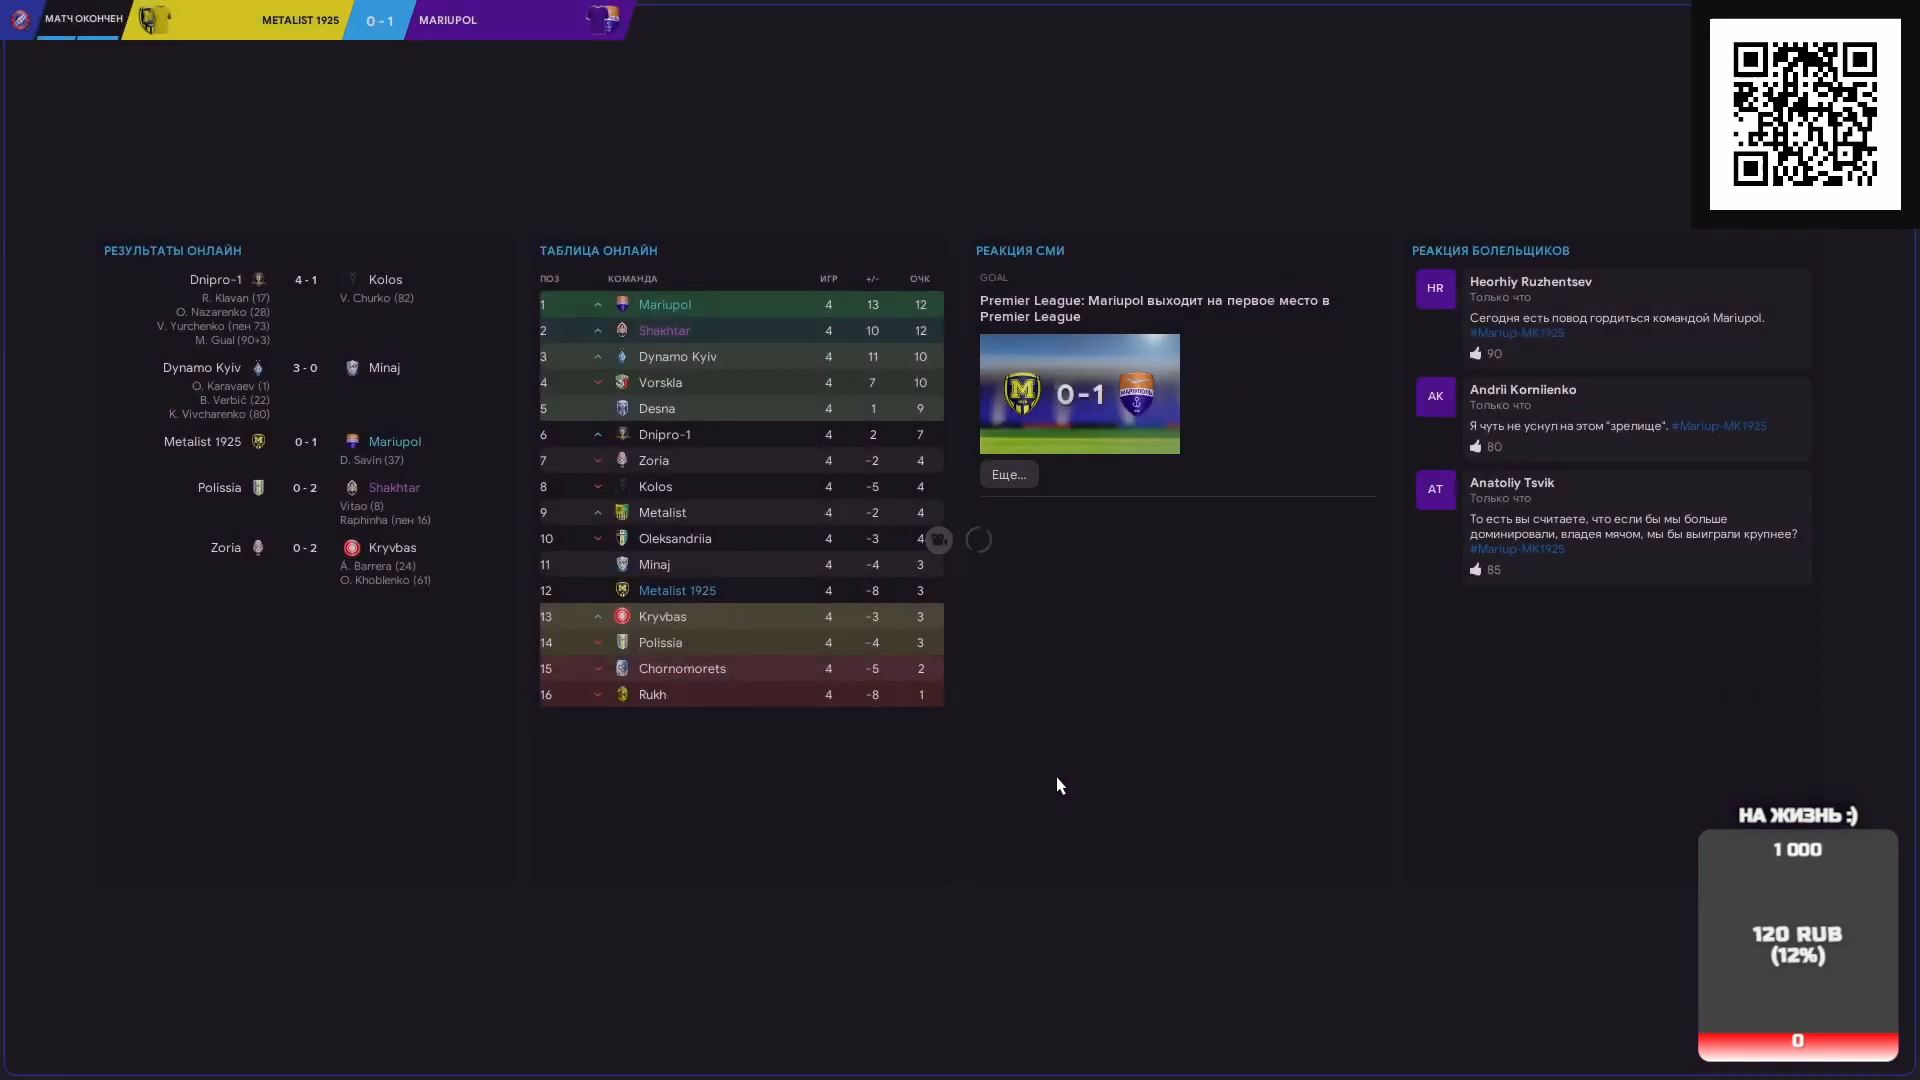 МАТЧ ОКОНЧЕН
METALIST 1925
0 - 1
MARIUPOL
РЕЗУЛЬТАТЫ ОНЛАЙН
Dnipro-1 4 - 1 Kolos
R. Klavan (17) V. Churko (82)
O. Nazarenko (28)
V. Yurchenko (пен 73)
M. Gual (90+3)
Dynamo Kyiv 3 - 0 Minaj
O. Karavaev (1)
B. Verbič (22)
K. Vivcharenko (80)
Metalist 1925 0 - 1 Mariupol
D. Savin (37)
Polissia 0 - 2 Shakhtar
Vitao (8)
Raphinha (пен 16)
Zoria 0 - 2 Kryvbas
Á. Barrera (24)
O. Khoblenko (61)
ТАБЛИЦА ОНЛАЙН
ПОЗ КОМАНДА ИГР +/- ОЧК
1 Mariupol 4 13 12
2 Shakhtar 4 10 12
3 Dynamo Kyiv 4 11 10
4 Vorskla 4 7 10
5 Desna 4 1 9
6 Dnipro-1 4 2 7
7 Zoria 4 -2 4
8 Kolos 4 -5 4
9 Metalist 4 -2 4
10 Oleksandriia 4 -3 4
11 Minaj 4 -4 3
12 Metalist 1925 4 -8 3
13 Kryvbas 4 -3 3
14 Polissia 4 -4 3
15 Chornomorets 4 -5 2
16 Rukh 4 -8 1
РЕАКЦИЯ СМИ
GOAL
Premier League: Mariupol выходит на первое место в
Premier League
0-1
Еще...
РЕАКЦИЯ БОЛЕЛЬЩИКОВ
HR
Heorhiy Ruzhentsev
Только что
Сегодня есть повод гордиться командой Mariupol.
#Mariup-MK1925
90
AK
Andrii Korniienko
Только что
Я чуть не уснул на этом "зрелище". #Mariup-MK1925
80
AT
Anatoliy Tsvik
Только что
То есть вы считаете, что если бы мы больше
доминировали, владея мячом, мы бы выиграли крупнее?
#Mariup-MK1925
85
НА ЖИЗНЬ :)
1 000
120 RUB
(12%)
0